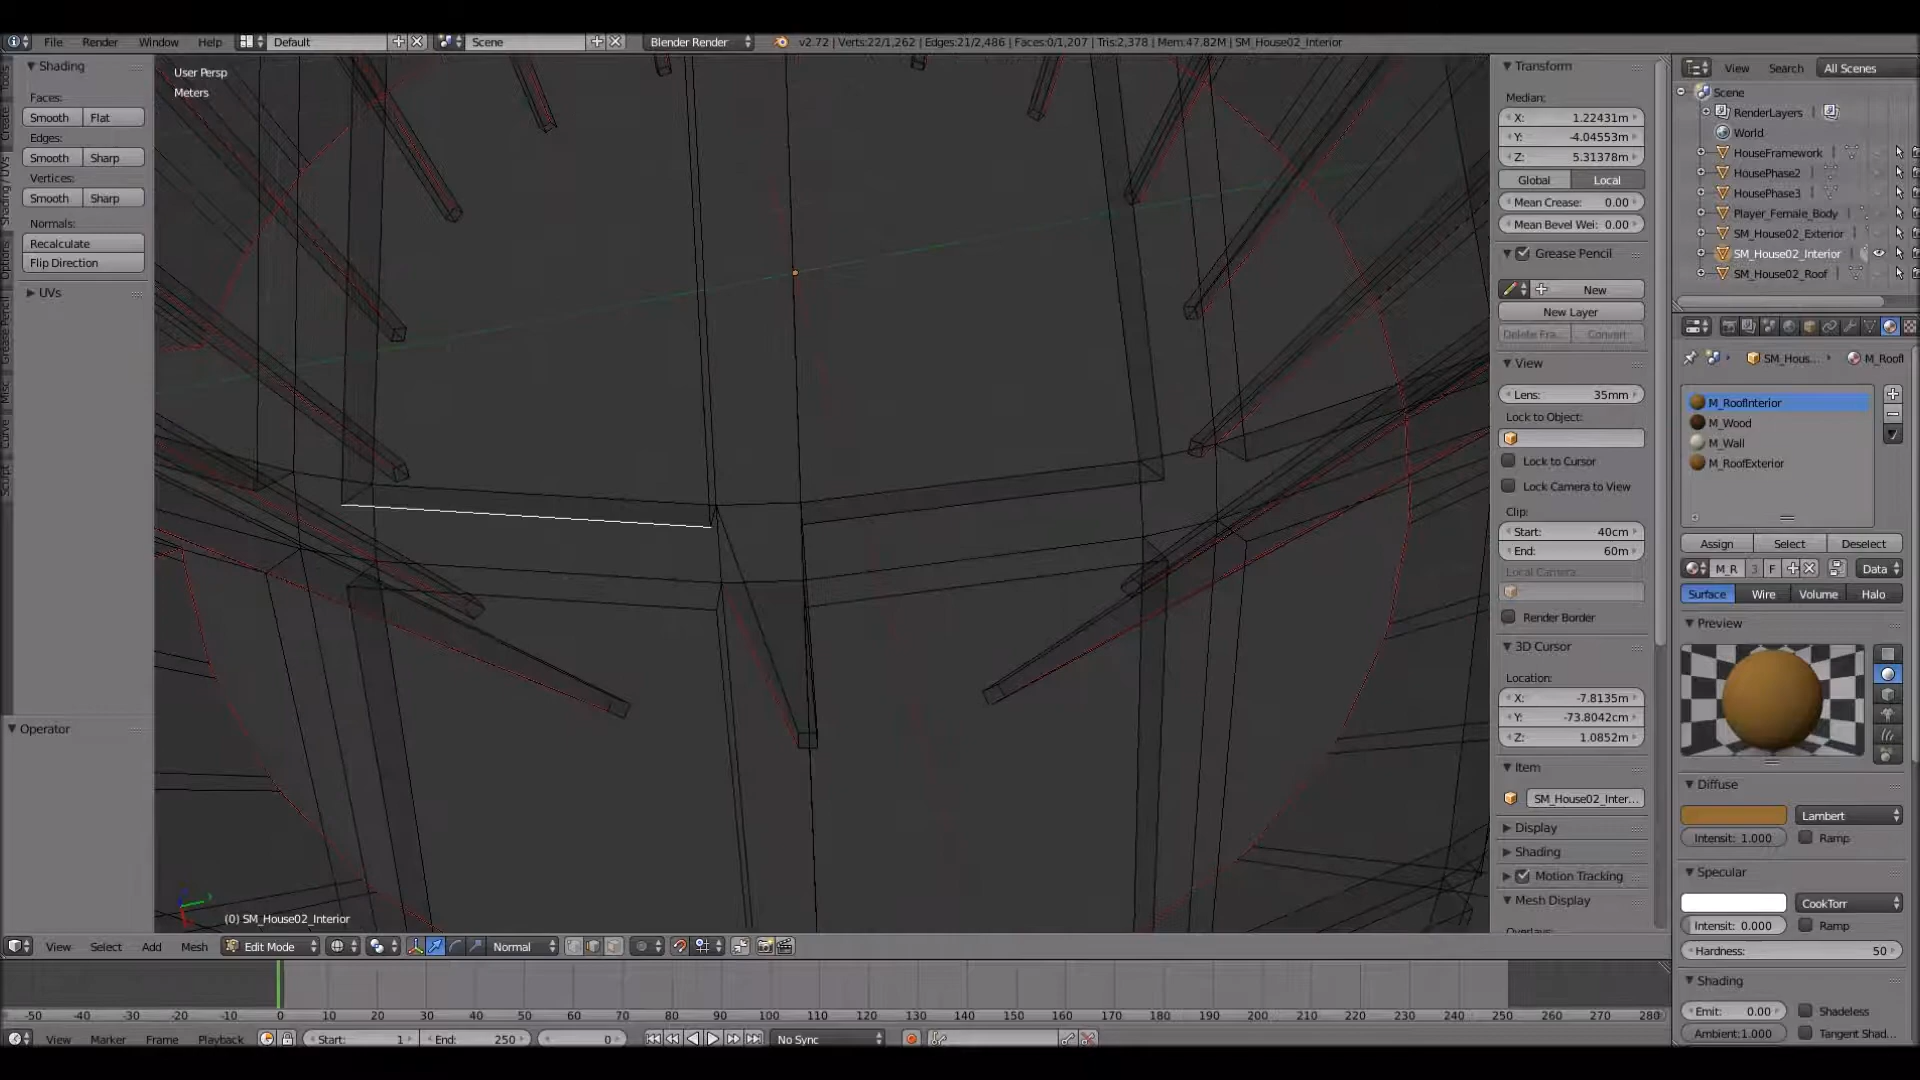 File Render Window Help Default Scene Blender Render v2.72 | Verts:22/1,262 | Edges:21/2,486 | Faces:0/1,207 | Tris:2,378 | Mem:47.82M | SM_House02_Interior
Shading
Faces:
Smooth Flat
Edges:
Smooth Sharp
Vertices:
Smooth Sharp
Normals:
Recalculate
Flip Direction
UVs
Operator
Tools
Create
Shading / UVs
Options
Grease Pencil
Misc
Curve
Sculpt
User Persp
Meters
(0) SM_House02_Interior
View Select Add Mesh Edit Mode Normal
Transform
Median:
X: 1.22431m
Y: -4.04553m
Z: 5.31378m
Global Local
Mean Crease: 0.00
Mean Bevel Wei: 0.00
Grease Pencil
New
New Layer
Delete Fra... Convert
View
Lens: 35mm
Lock to Object:
Lock to Cursor
Lock Camera to View
Clip:
Start: 40cm
End: 60m
Local Camera:
Render Border
3D Cursor
Location:
X: -7.8135m
Y: -73.8042cm
Z: 1.0852m
Item
SM_House02_Inter...
Display
Shading
Motion Tracking
Mesh Display
Overlays:
View Search All Scenes
Scene
RenderLayers
World
HouseFramework
HousePhase2
HousePhase3
Player_Female_Body
SM_House02_Exterior
SM_House02_Interior
SM_House02_Roof
SM_Hous... M_RoofI
M_RoofInterior
M_Wood
M_Wall
M_RoofExterior
Assign Select Deselect
M_R 3 F Data
Surface Wire Volume Halo
Preview
Diffuse
Lambert
Intensit: 1.000 Ramp
Specular
CookTorr
Intensit: 0.000 Ramp
Hardness: 50
Shading
Emit: 0.00 Shadeless
Ambient:1.000 Tangent Shad...
-50 -40 -30 -20 -10 0 10 20 30 40 50 60 70 80 90 100 110 120 130 140 150 160 170 180 190 200 210 220 230 240 250 260 270 280
View Marker Frame Playback Start: 1 End: 250 0 No Sync